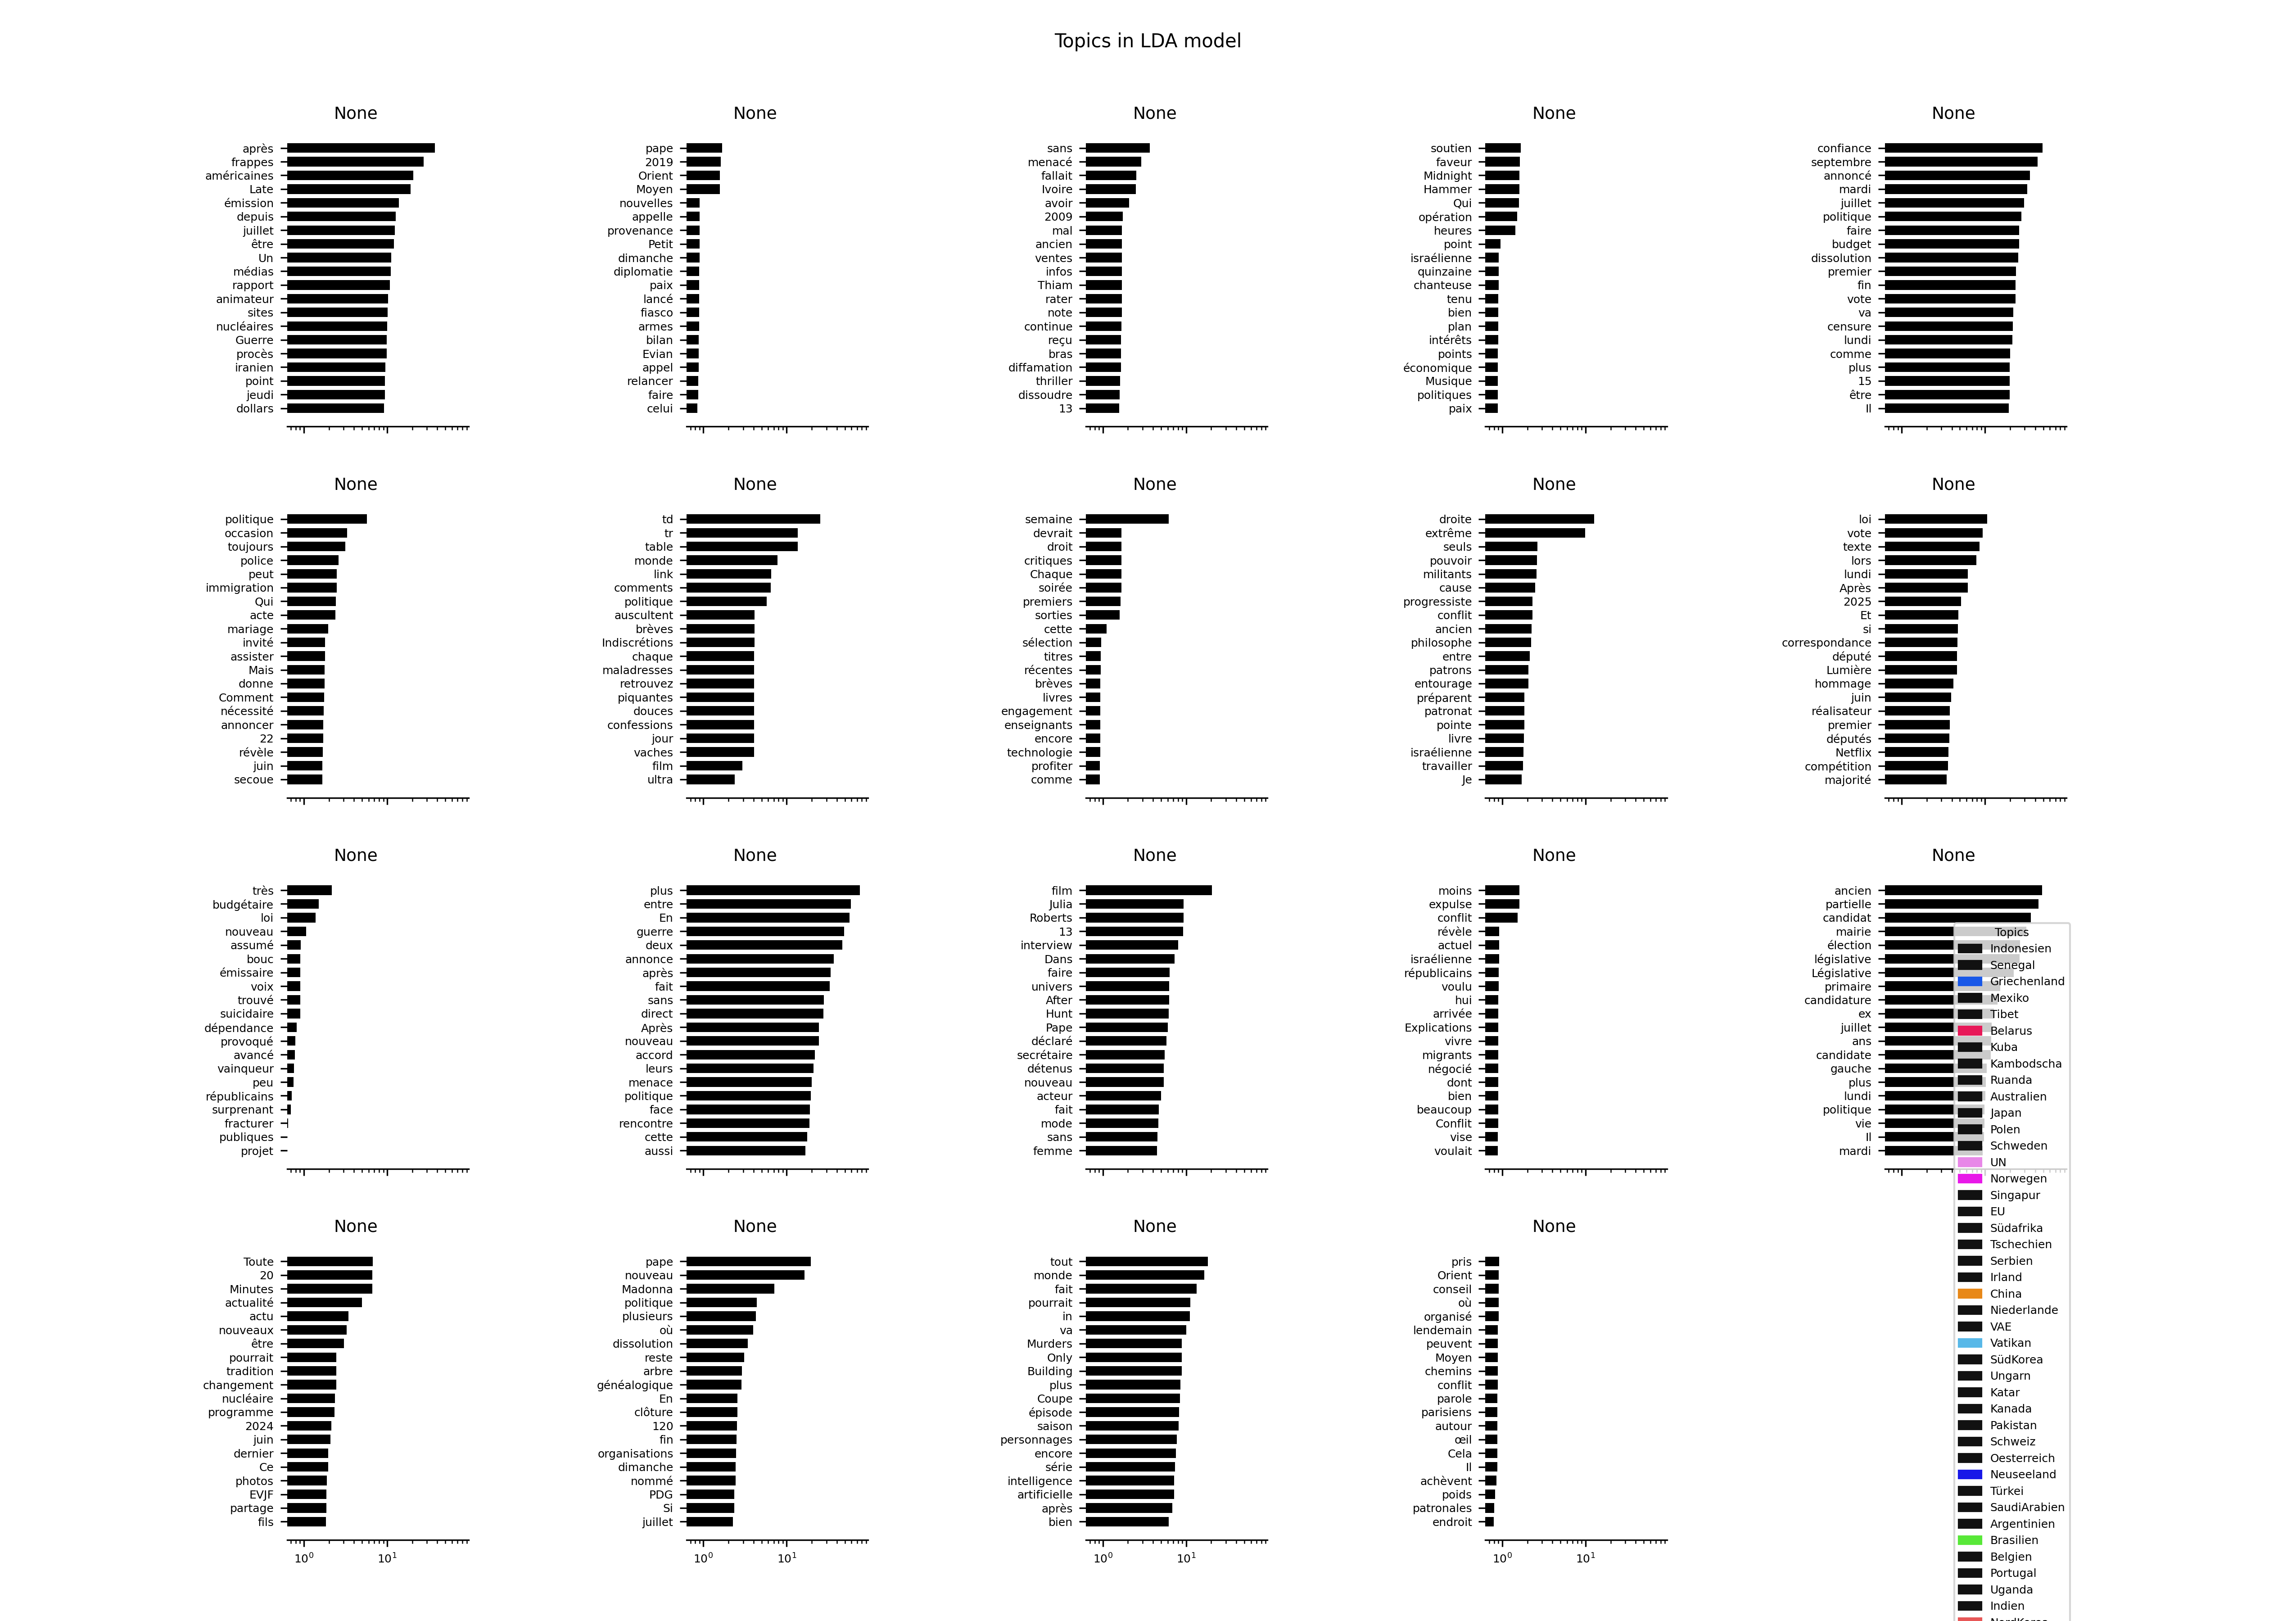 Topics in LDA model
None
après
frappes
américaines
Late
émission
depuis
juillet
être
Un
médias
rapport
animateur
sites
nucléaires
Guerre
procès
iranien
point
jeudi
dollars
None
pape
2019
Orient
Moyen
nouvelles
appelle
provenance
Petit
dimanche
diplomatie
paix
lancé
fiasco
armes
bilan
Evian
appel
relancer
faire
celui
None
sans
menacé
fallait
Ivoire
avoir
2009
mal
ancien
ventes
infos
Thiam
rater
note
continue
reçu
bras
diffamation
thriller
dissoudre
13
None
soutien
faveur
Midnight
Hammer
Qui
opération
heures
point
israélienne
quinzaine
chanteuse
tenu
bien
plan
intérêts
points
économique
Musique
politiques
paix
None
confiance
septembre
annoncé
mardi
juillet
politique
faire
budget
dissolution
premier
fin
vote
va
censure
lundi
comme
plus
15
être
Il
None
politique
occasion
toujours
police
peut
immigration
Qui
acte
mariage
invité
assister
Mais
donne
Comment
nécessité
annoncer
22
révèle
juin
secoue
None
td
tr
table
monde
link
comments
politique
auscultent
brèves
Indiscrétions
chaque
maladresses
retrouvez
piquantes
douces
confessions
jour
vaches
film
ultra
None
semaine
devrait
droit
critiques
Chaque
soirée
premiers
sorties
cette
sélection
titres
récentes
brèves
livres
engagement
enseignants
encore
technologie
profiter
comme
None
droite
extrême
seuls
pouvoir
militants
cause
progressiste
conflit
ancien
philosophe
entre
patrons
entourage
préparent
patronat
pointe
livre
israélienne
travailler
Je
None
loi
vote
texte
lors
lundi
Après
2025
Et
si
correspondance
député
Lumière
hommage
juin
réalisateur
premier
députés
Netflix
compétition
majorité
None
très
budgétaire
loi
nouveau
assumé
bouc
émissaire
voix
trouvé
suicidaire
dépendance
provoqué
avancé
vainqueur
peu
républicains
surprenant
fracturer
publiques
projet
None
plus
entre
En
guerre
deux
annonce
après
fait
sans
direct
Après
nouveau
accord
leurs
menace
politique
face
rencontre
cette
aussi
None
film
Julia
Roberts
13
interview
Dans
faire
univers
After
Hunt
Pape
déclaré
secrétaire
détenus
nouveau
acteur
fait
mode
sans
femme
None
moins
expulse
conflit
révèle
actuel
israélienne
républicains
voulu
hui
arrivée
Explications
vivre
migrants
négocié
dont
bien
beaucoup
Conflit
vise
voulait
None
ancien
partielle
candidat
mairie
élection
législative
Législative
primaire
candidature
ex
juillet
ans
candidate
gauche
plus
lundi
politique
vie
Il
mardi
None
Toute
20
Minutes
actualité
actu
nouveaux
être
pourrait
tradition
changement
nucléaire
programme
2024
juin
dernier
Ce
photos
EVJF
partage
fils
10⁰ 10¹
None
pape
nouveau
Madonna
politique
plusieurs
où
dissolution
reste
arbre
généalogique
En
clôture
120
fin
organisations
dimanche
nommé
PDG
Si
juillet
10⁰ 10¹
None
tout
monde
fait
pourrait
in
va
Murders
Only
Building
plus
Coupe
épisode
saison
personnages
encore
série
intelligence
artificielle
après
bien
10⁰ 10¹
None
pris
Orient
conseil
où
organisé
lendemain
peuvent
Moyen
chemins
conflit
parole
parisiens
autour
œil
Cela
Il
achèvent
poids
patronales
endroit
10⁰ 10¹
Topics
Indonesien
Senegal
Griechenland
Mexiko
Tibet
Belarus
Kuba
Kambodscha
Ruanda
Australien
Japan
Polen
Schweden
UN
Norwegen
Singapur
EU
Südafrika
Tschechien
Serbien
Irland
China
Niederlande
VAE
Vatikan
SüdKorea
Ungarn
Katar
Kanada
Pakistan
Schweiz
Oesterreich
Neuseeland
Türkei
SaudiArabien
Argentinien
Brasilien
Belgien
Portugal
Uganda
Indien